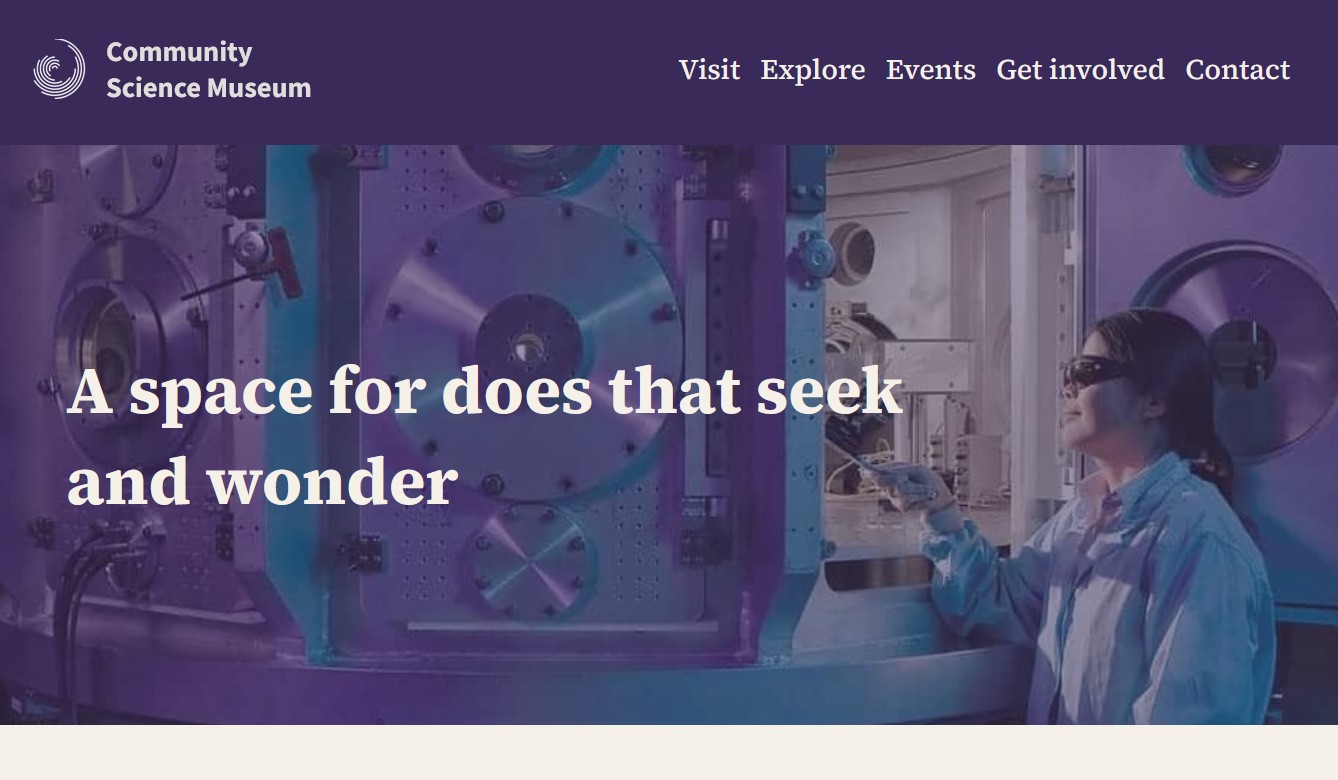 Community
Science Museum
Visit Explore Events Get involved Contact
A space for does that seek
and wonder